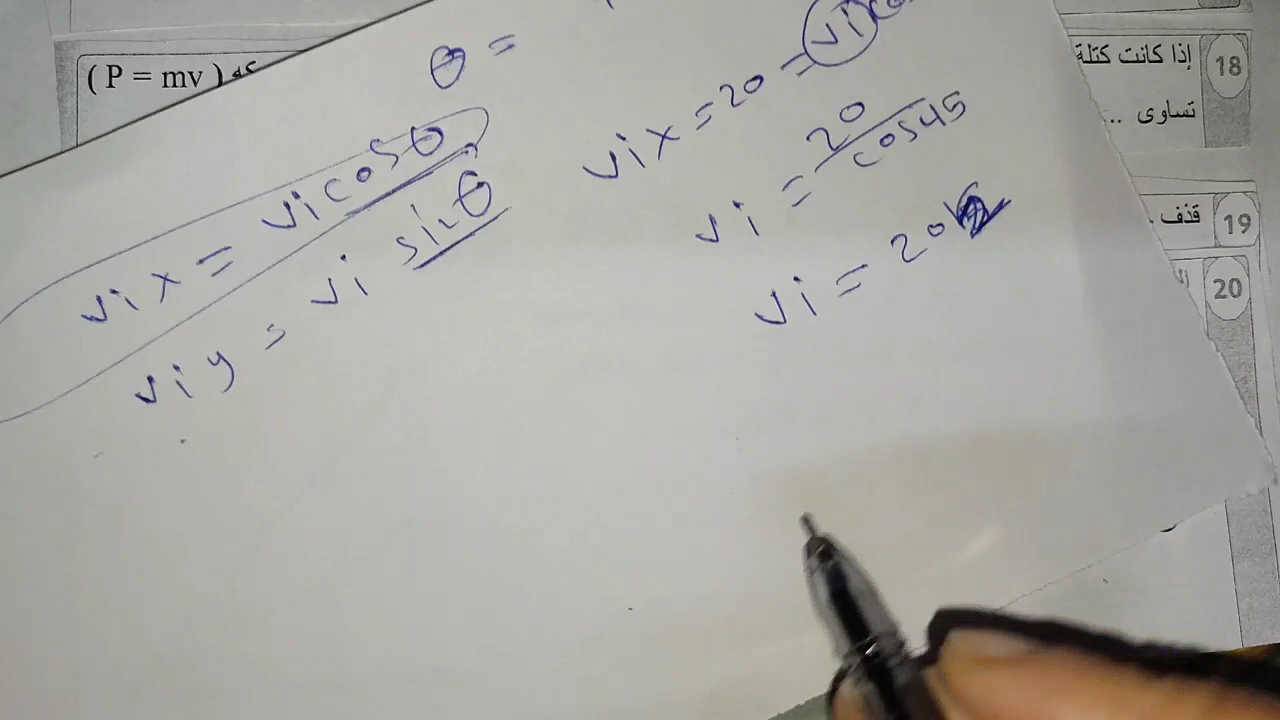 ( P = mv )
θ =
vix = vi cosθ
viy = vi sinθ
vix = 20 = vi
vi = 20 / cos45
vi = 20√2
18 إذا كانت كتلة
تساوى ..
19 قذف
20